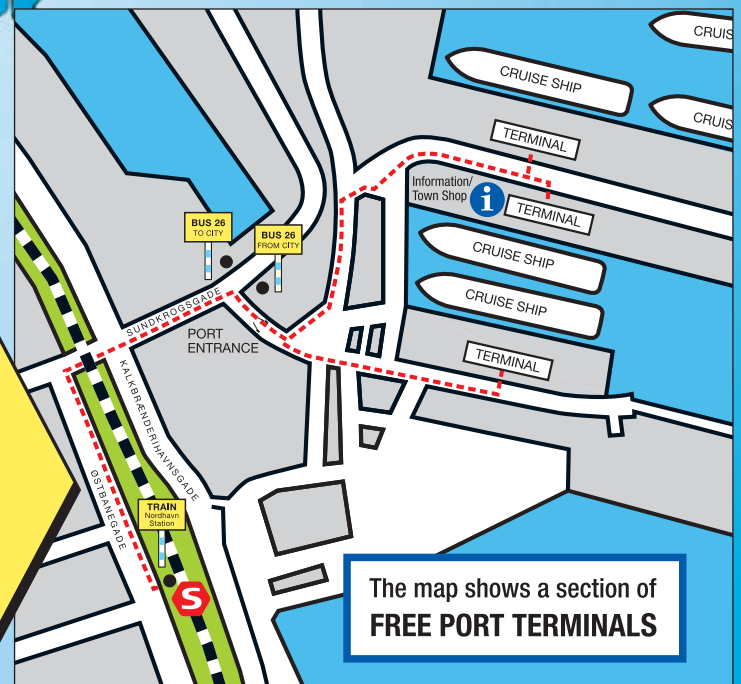 CRUIS
CRUISE SHIP
CRUIS
TERMINAL
Information/
Town Shop
i
TERMINAL
BUS 26
TO CITY
BUS 26
FROM CITY
CRUISE SHIP
CRUISE SHIP
SUNDKROGSGADE
PORT
ENTRANCE
TERMINAL
KALKBRÆNDERIHAVNSGADE
ØSTBANEGADE
TRAIN
Nordhavn
Station
S
The map shows a section of
FREE PORT TERMINALS